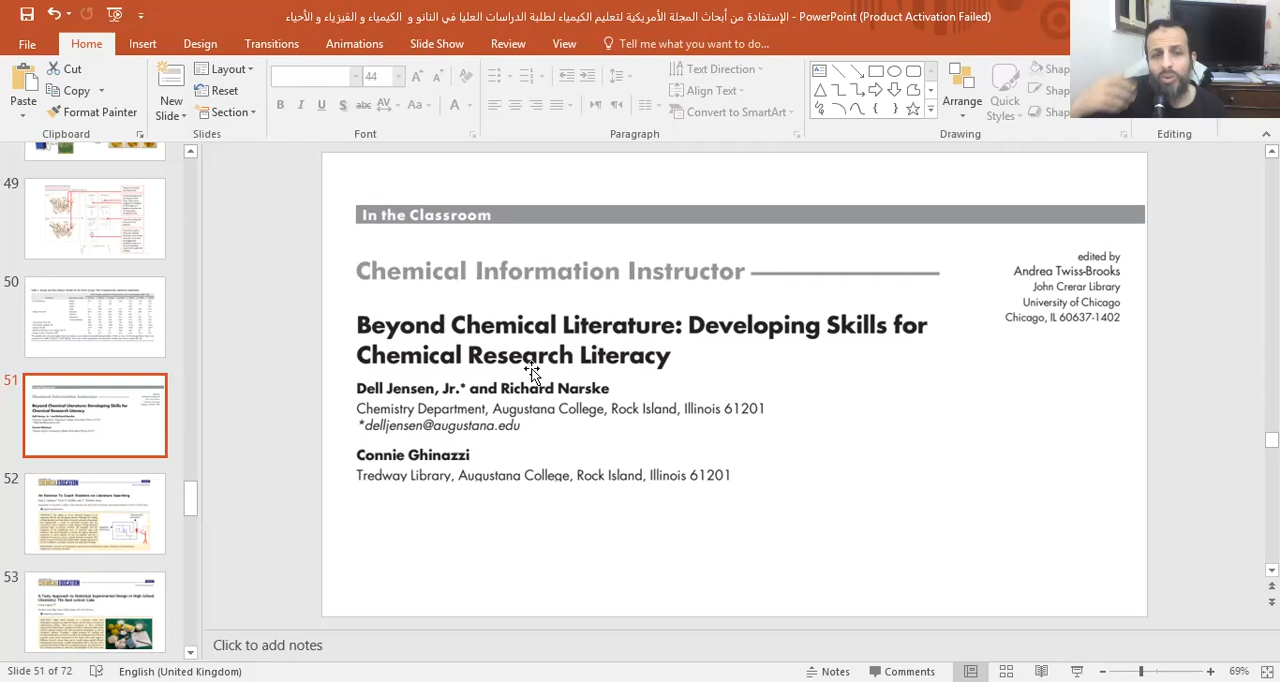 الإستفادة من أبحاث المجلة الأمريكية لتعليم الكيمياء لطلبة الدراسات العليا في النانو و الكيمياء و الفيزياء و الأحياء - PowerPoint (Product Activation Failed)
File Home Insert Design Transitions Animations Slide Show Review View Tell me what you want to do...
Paste
Cut
Copy
Format Painter
Clipboard
New Slide
Layout
Reset
Section
Slides
44
B I U S abc AV Aa A
Font
Text Direction
Align Text
Convert to SmartArt
Paragraph
Arrange
Quick Styles
Shap
Shap
Shap
Drawing
Editing
49
50
51
52
53
In the Classroom
Chemical Information Instructor
edited by
Andrea Twiss-Brooks
John Crerar Library
University of Chicago
Chicago, IL 60637-1402
Beyond Chemical Literature: Developing Skills for
Chemical Research Literacy
Dell Jensen, Jr.* and Richard Narske
Chemistry Department, Augustana College, Rock Island, Illinois 61201
*delljensen@augustana.edu
Connie Ghinazzi
Tredway Library, Augustana College, Rock Island, Illinois 61201
Click to add notes
Slide 51 of 72 English (United Kingdom) Notes Comments 69%